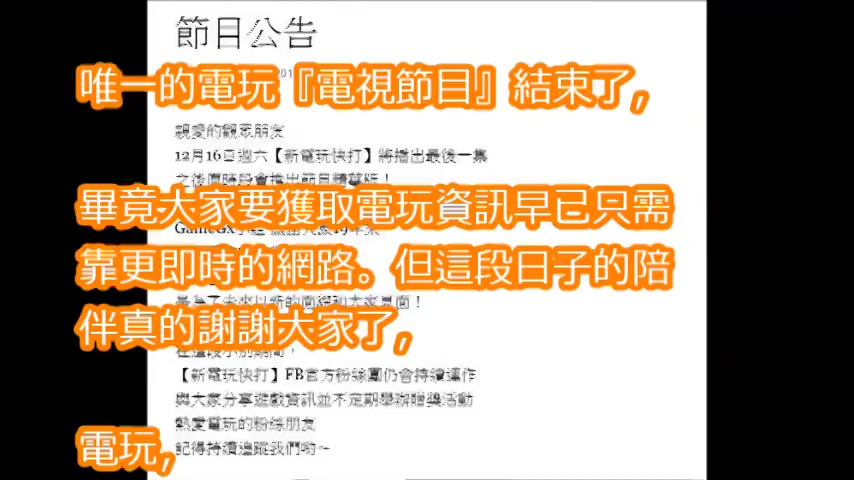 節目公告
唯一的電玩『電視節目』結束了,
親愛的觀眾朋友
12月16日週六【新電玩快打】將播出最後一集
畢竟大家要獲取電玩資訊早已只需
靠更即時的網路。但這段日子的陪
伴真的謝謝大家了,
【新電玩快打】FB官方粉絲團仍會持續運作
與大家分享遊戲資訊並不定期舉辦贈獎活動
熱愛電玩的粉絲朋友
電玩,
記得持續追蹤我們喲~